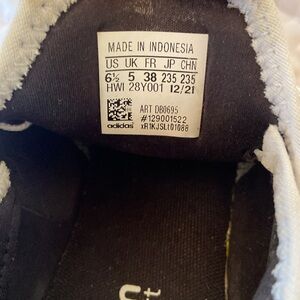 MADE IN INDONESIA
US UK FR JP CHN
6½ 5 38 235 235
HWI 28Y001 12/21
ART DB0695
#129001522
adidas
t